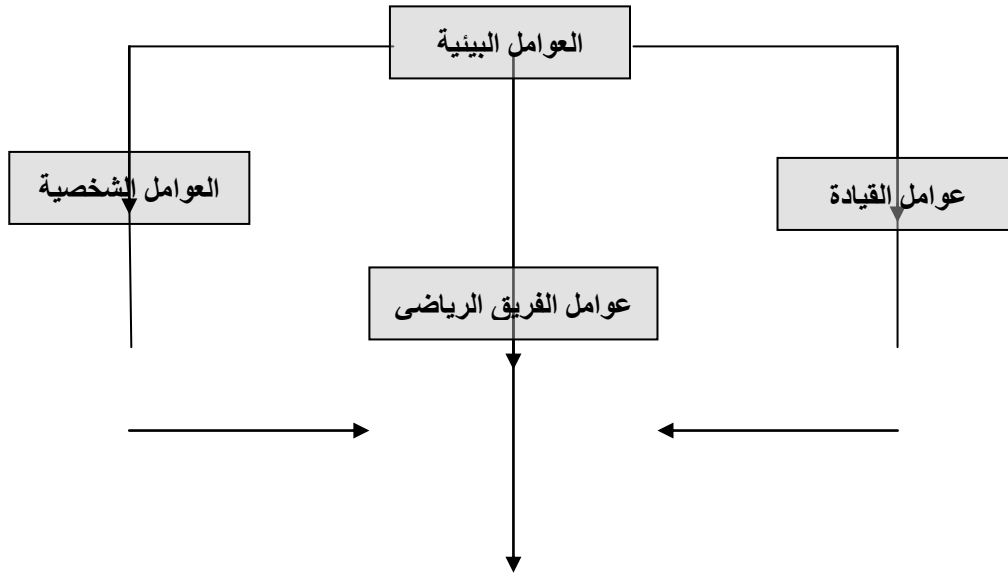 العوامل البيئية
عوامل القيادة
العوامل الشخصية
عوامل الفريق الرياضى